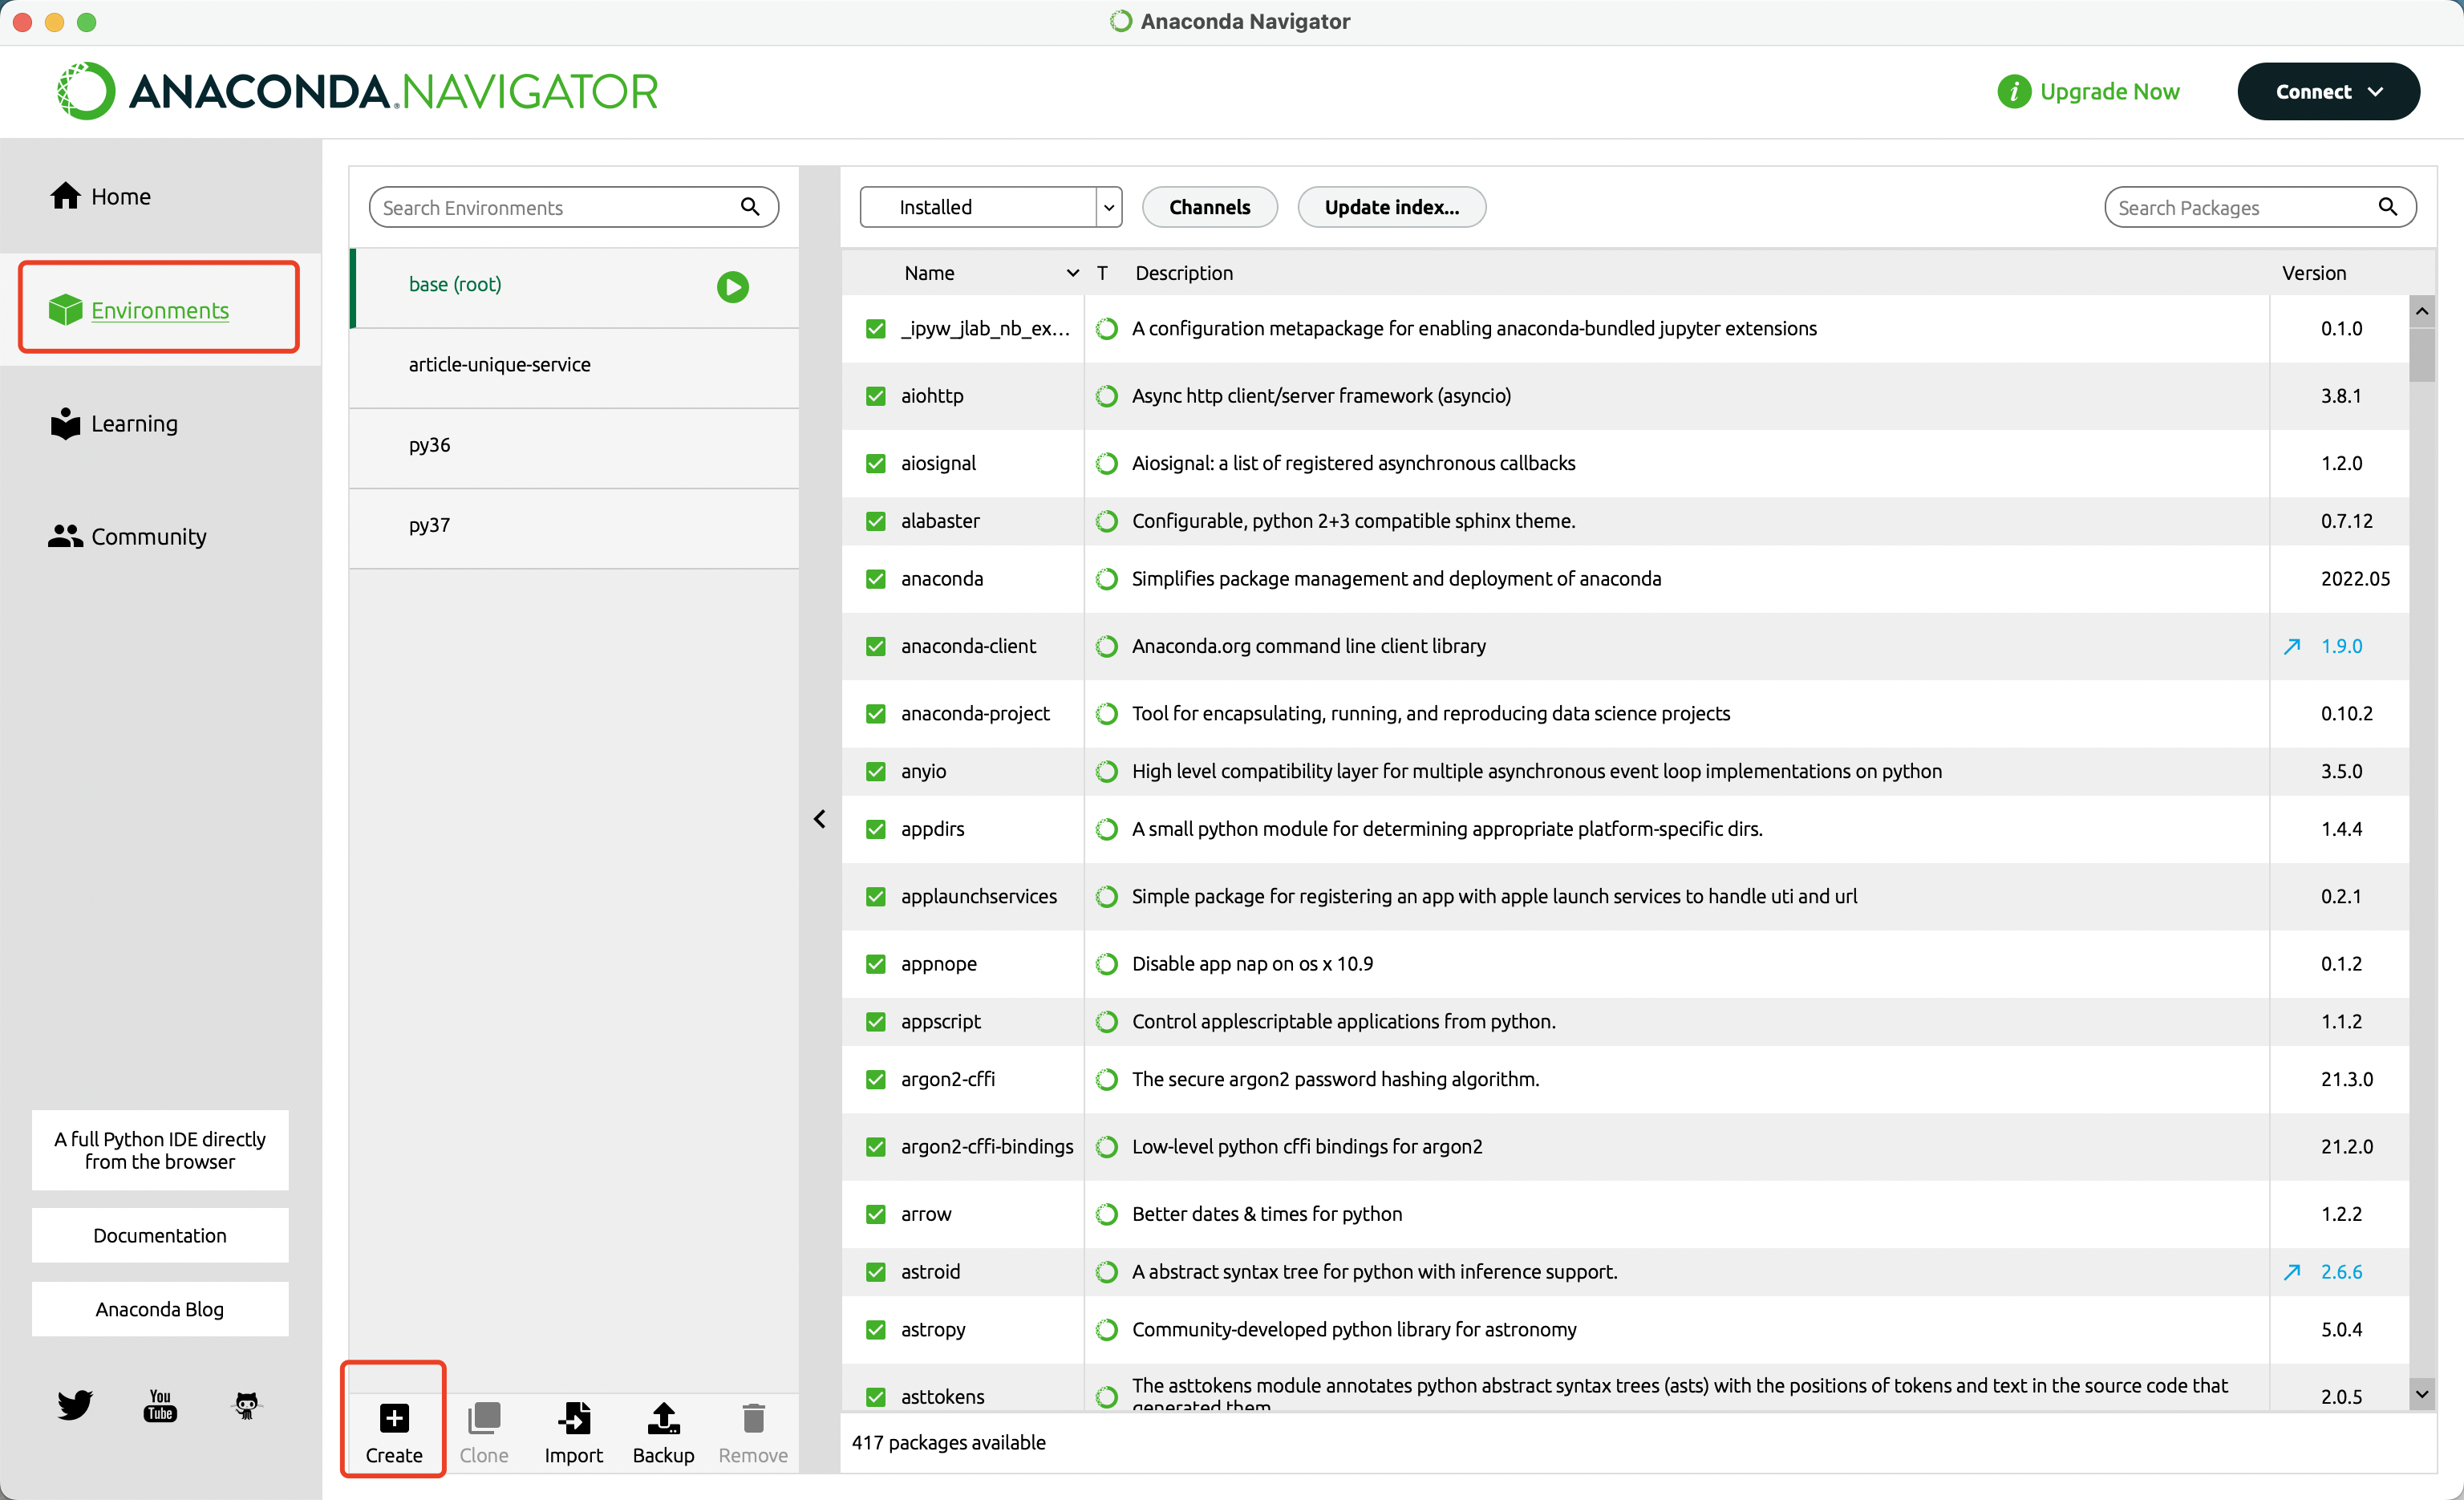 Anaconda Navigator
ANACONDA.NAVIGATOR
Upgrade Now
Connect
Home
Environments
Learning
Community
A full Python IDE directly
from the browser
Documentation
Anaconda Blog
You
Tube
Search Environments
base (root)
article-unique-service
py36
py37
Create
Clone
Import
Backup
Remove
Installed
Channels
Update index...
Search Packages
Name T Description Version
_ipyw_jlab_nb_ex... A configuration metapackage for enabling anaconda-bundled jupyter extensions 0.1.0
aiohttp Async http client/server framework (asyncio) 3.8.1
aiosignal Aiosignal: a list of registered asynchronous callbacks 1.2.0
alabaster Configurable, python 2+3 compatible sphinx theme. 0.7.12
anaconda Simplifies package management and deployment of anaconda 2022.05
anaconda-client Anaconda.org command line client library 1.9.0
anaconda-project Tool for encapsulating, running, and reproducing data science projects 0.10.2
anyio High level compatibility layer for multiple asynchronous event loop implementations on python 3.5.0
appdirs A small python module for determining appropriate platform-specific dirs. 1.4.4
applaunchservices Simple package for registering an app with apple launch services to handle uti and url 0.2.1
appnope Disable app nap on os x 10.9 0.1.2
appscript Control applescriptable applications from python. 1.1.2
argon2-cffi The secure argon2 password hashing algorithm. 21.3.0
argon2-cffi-bindings Low-level python cffi bindings for argon2 21.2.0
arrow Better dates & times for python 1.2.2
astroid A abstract syntax tree for python with inference support. 2.6.6
astropy Community-developed python library for astronomy 5.0.4
asttokens The asttokens module annotates python abstract syntax trees (asts) with the positions of tokens and text in the source code that 2.0.5
generated them
417 packages available